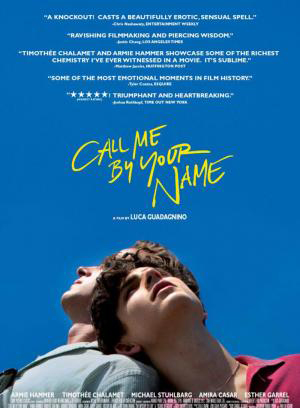 "A KNOCKOUT! CASTS A BEAUTIFULLY EROTIC, SENSUAL SPELL."
-Chris Nashawaty, ENTERTAINMENT WEEKLY
"RAVISHING FILMMAKING AND PIERCING WISDOM."
-Justin Chang, LOS ANGELES TIMES
"TIMOTHÉE CHALAMET AND ARMIE HAMMER SHOWCASE SOME OF THE RICHEST
CHEMISTRY I'VE EVER WITNESSED IN A MOVIE. IT'S SUBLIME."
-Matthew Jacobs, HUFFINGTON POST
"SOME OF THE MOST EMOTIONAL MOMENTS IN FILM HISTORY."
-Tyler Coates, ESQUIRE
"★★★★★! TRIUMPHANT AND HEARTBREAKING."
-Joshua Rothkopf, TIME OUT NEW YORK
CALL ME
BY YOUR
NAME
A FILM BY LUCA GUADAGNINO
ARMIE HAMMER TIMOTHÉE CHALAMET MICHAEL STUHLBARG AMIRA CASAR ESTHER GARREL